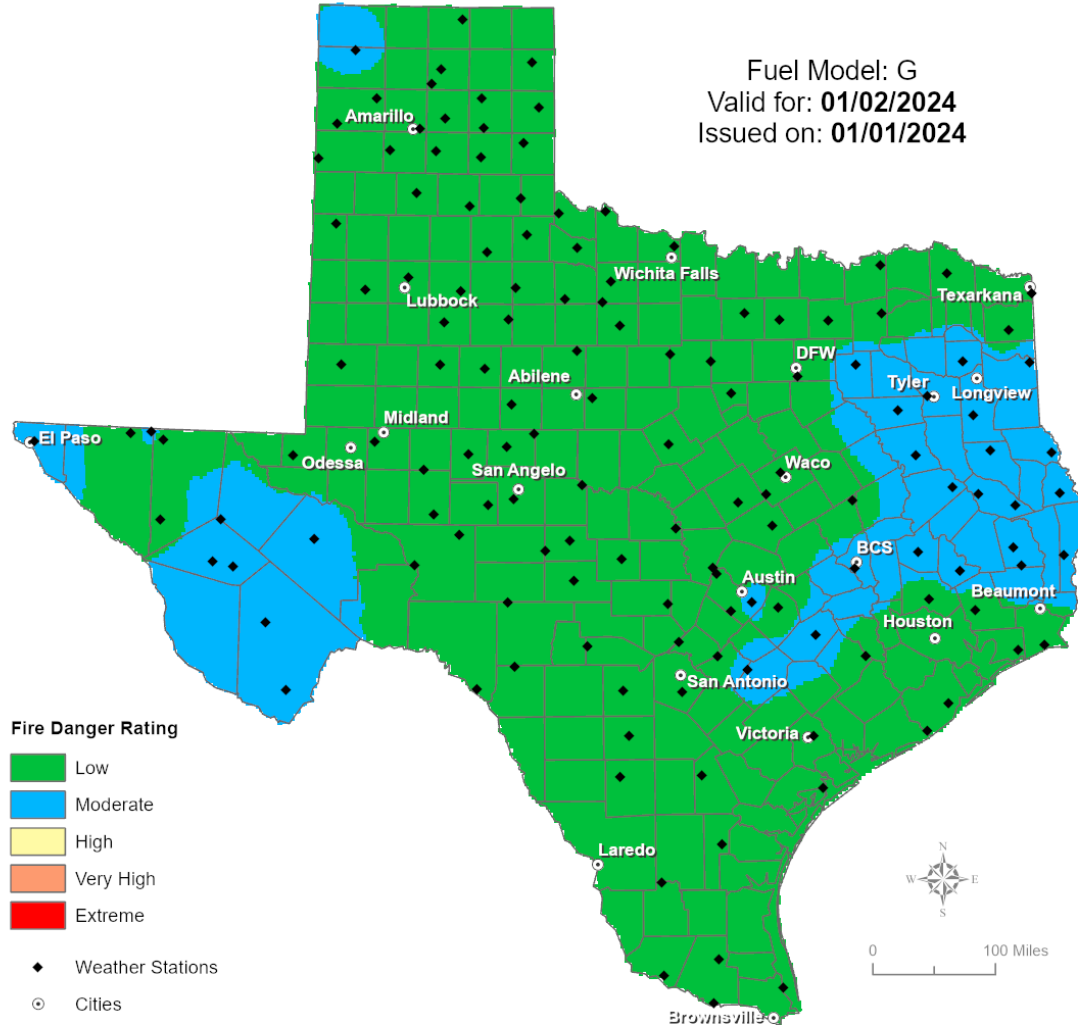 Fuel Model: G
Valid for: 01/02/2024
Issued on: 01/01/2024
Amarillo
Wichita Falls
Lubbock
Texarkana
DFW
Abilene
Tyler
Longview
Midland
El Paso
Odessa
San Angelo
Waco
BCS
Austin
Beaumont
Houston
San Antonio
Victoria
Laredo
Brownsville
Fire Danger Rating
Low
Moderate
High
Very High
Extreme
Weather Stations
Cities
N
W E
S
0 100 Miles